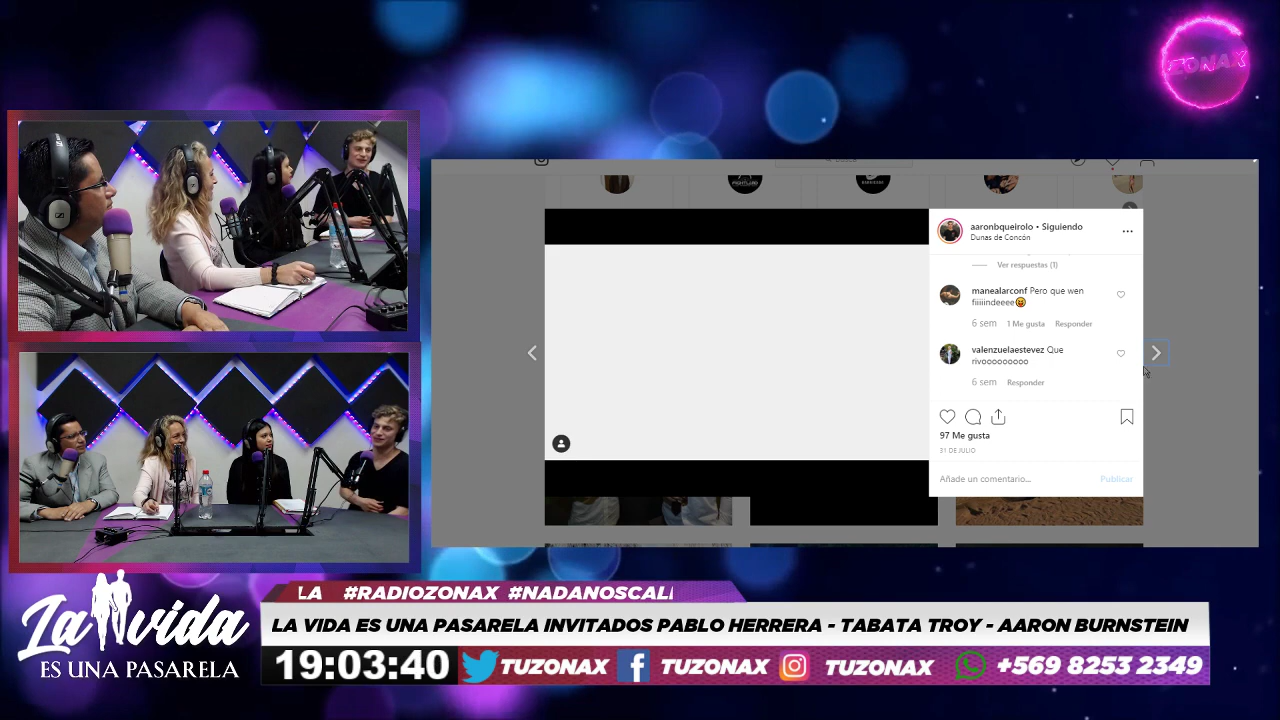 ZONAX
aaronbqueirolo • Siguiendo
Dunas de Concón
Ver respuestas (1)
manealarconf Pero que wen
fiiiiindeeee😝
6 sem 1 Me gusta Responder
valenzuelaestevez Que
rivooooooooo
6 sem Responder
97 Me gusta
31 DE JULIO
Añade un comentario... Publicar
La vida
ES UNA PASARELA
LA #RADIOZONAX #NADANOSCALL
LA VIDA ES UNA PASARELA INVITADOS PABLO HERRERA - TABATA TROY - AARON BURNSTEIN
19:03:40 TUZONAX TUZONAX TUZONAX +569 8253 2349